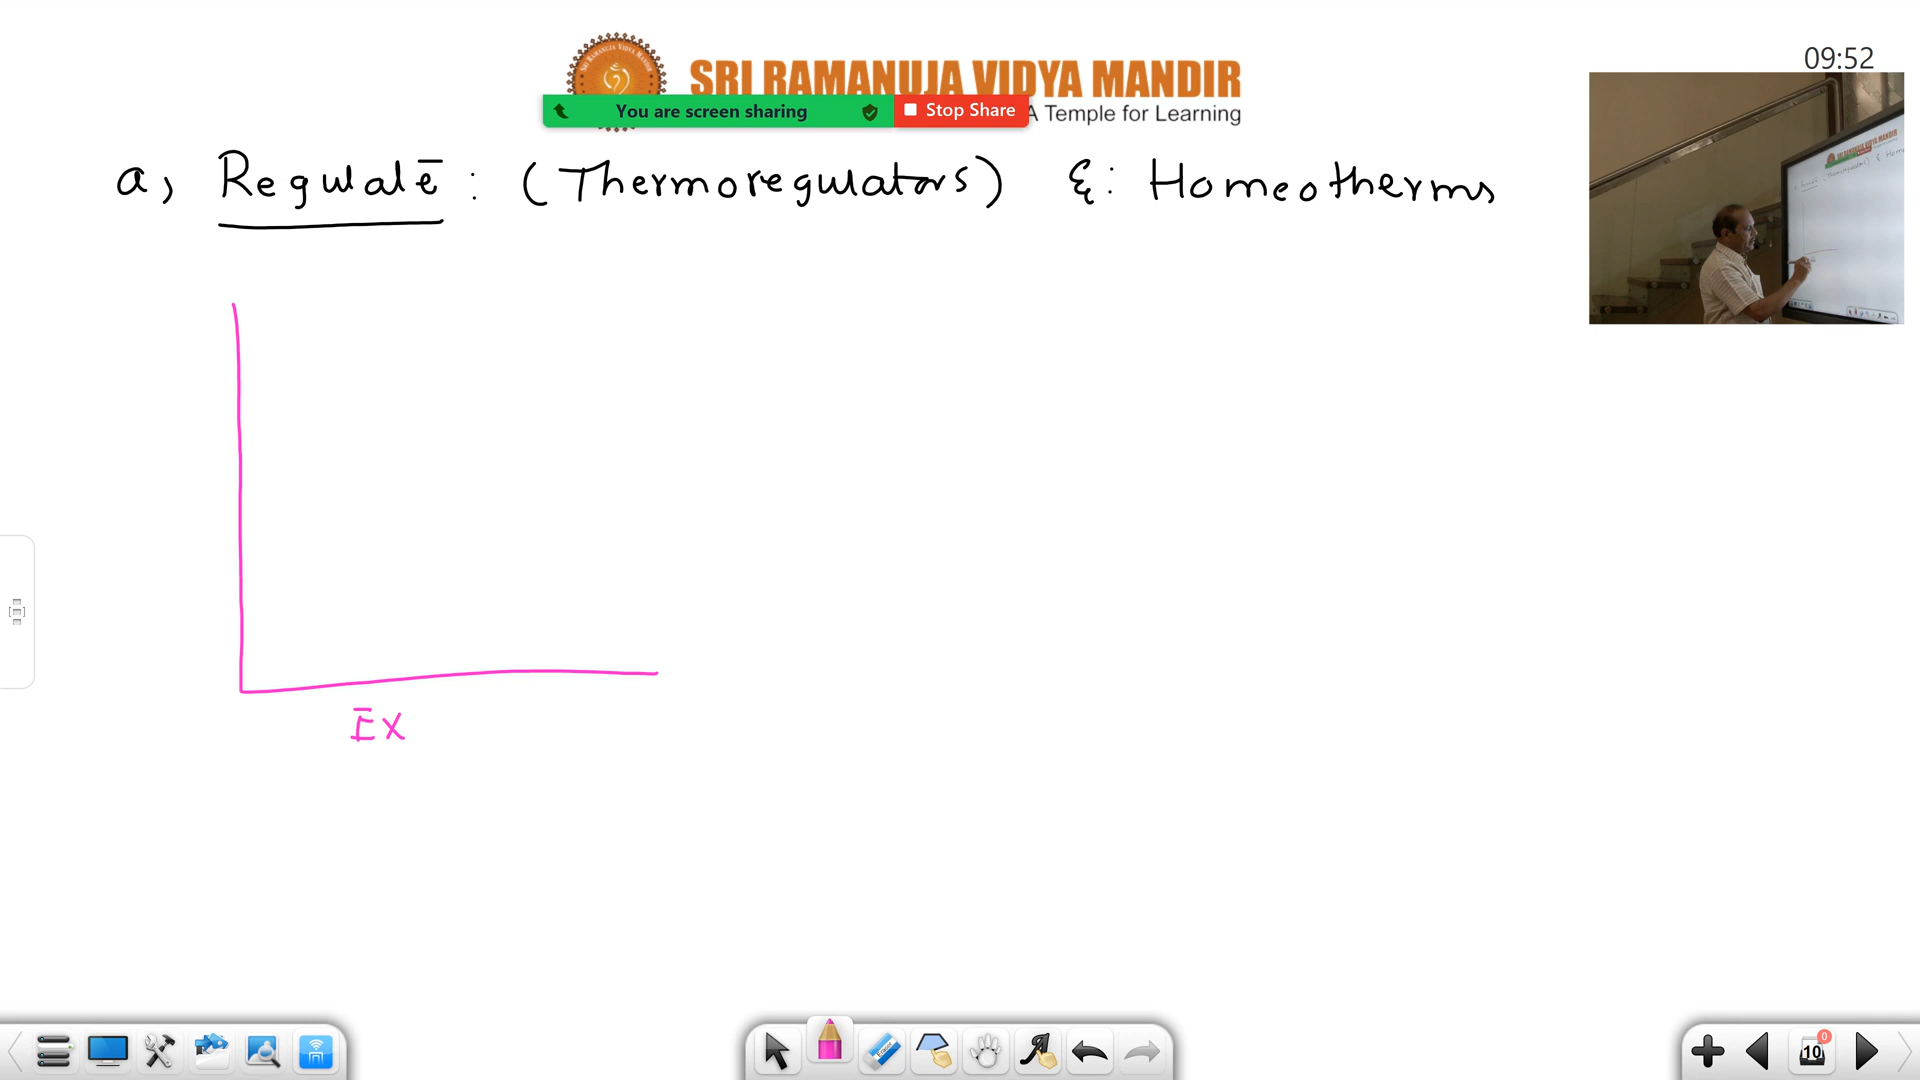 SRI RAMANUJA VIDYA MANDIR
09:52
You are screen sharing
Stop Share
A Temple for Learning
a, Regulate : (Thermoregulators) &: Homeotherms
EX
10
0